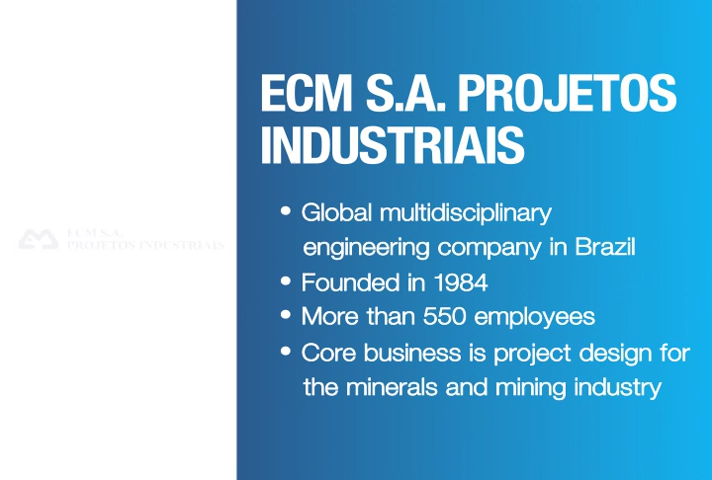 ECM S.A.
PROJETOS INDUSTRIAIS
ECM S.A. PROJETOS
INDUSTRIAIS
• Global multidisciplinary
engineering company in Brazil
• Founded in 1984
• More than 550 employees
• Core business is project design for
the minerals and mining industry